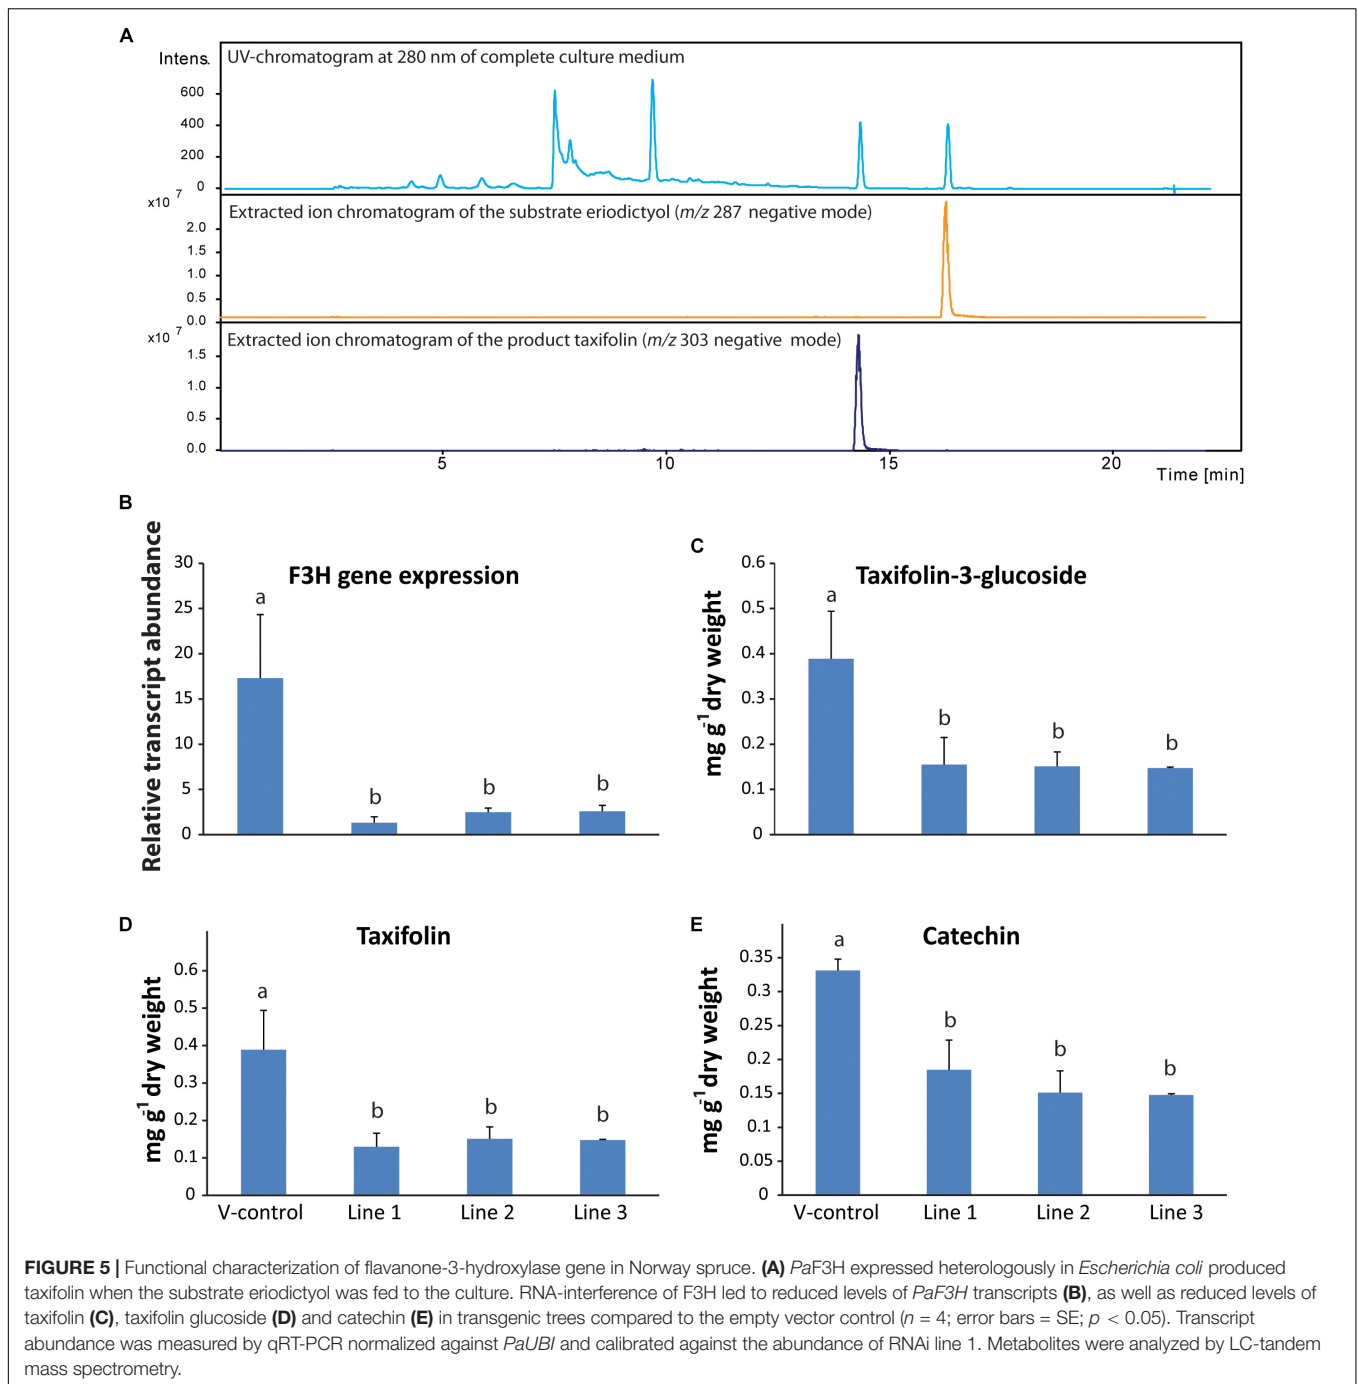 A
Intens.
UV-chromatogram at 280 nm of complete culture medium
600
400
200
0
x10 7
Extracted ion chromatogram of the substrate eriodictyol (m/z 287 negative mode)
2.0
1.5
1.0
0.5
0.0
x10 7
Extracted ion chromatogram of the product taxifolin (m/z 303 negative mode)
1.5
1.0
0.5
0.0
5 10 15 20
Time [min]
B
F3H gene expression
Relative transcript abundance
30
25
20
15
10
5
0
a b b b
C
Taxifolin-3-glucoside
mg g-1 dry weight
0.6
0.5
0.4
0.3
0.2
0.1
0
a b b b
D
Taxifolin
mg g-1 dry weight
0.6
0.5
0.4
0.3
0.2
0.1
0
a b b b
V-control Line 1 Line 2 Line 3
E
Catechin
mg g-1 dry weight
0.35
0.3
0.25
0.2
0.15
0.1
0.05
0
a b b b
V-control Line 1 Line 2 Line 3
FIGURE 5 | Functional characterization of flavanone-3-hydroxylase gene in Norway spruce. (A) PaF3H expressed heterologously in Escherichia coli produced
taxifolin when the substrate eriodictyol was fed to the culture. RNA-interference of F3H led to reduced levels of PaF3H transcripts (B), as well as reduced levels of
taxifolin (C), taxifolin glucoside (D) and catechin (E) in transgenic trees compared to the empty vector control (n = 4; error bars = SE; p < 0.05). Transcript
abundance was measured by qRT-PCR normalized against PaUBI and calibrated against the abundance of RNAi line 1. Metabolites were analyzed by LC-tandem
mass spectrometry.